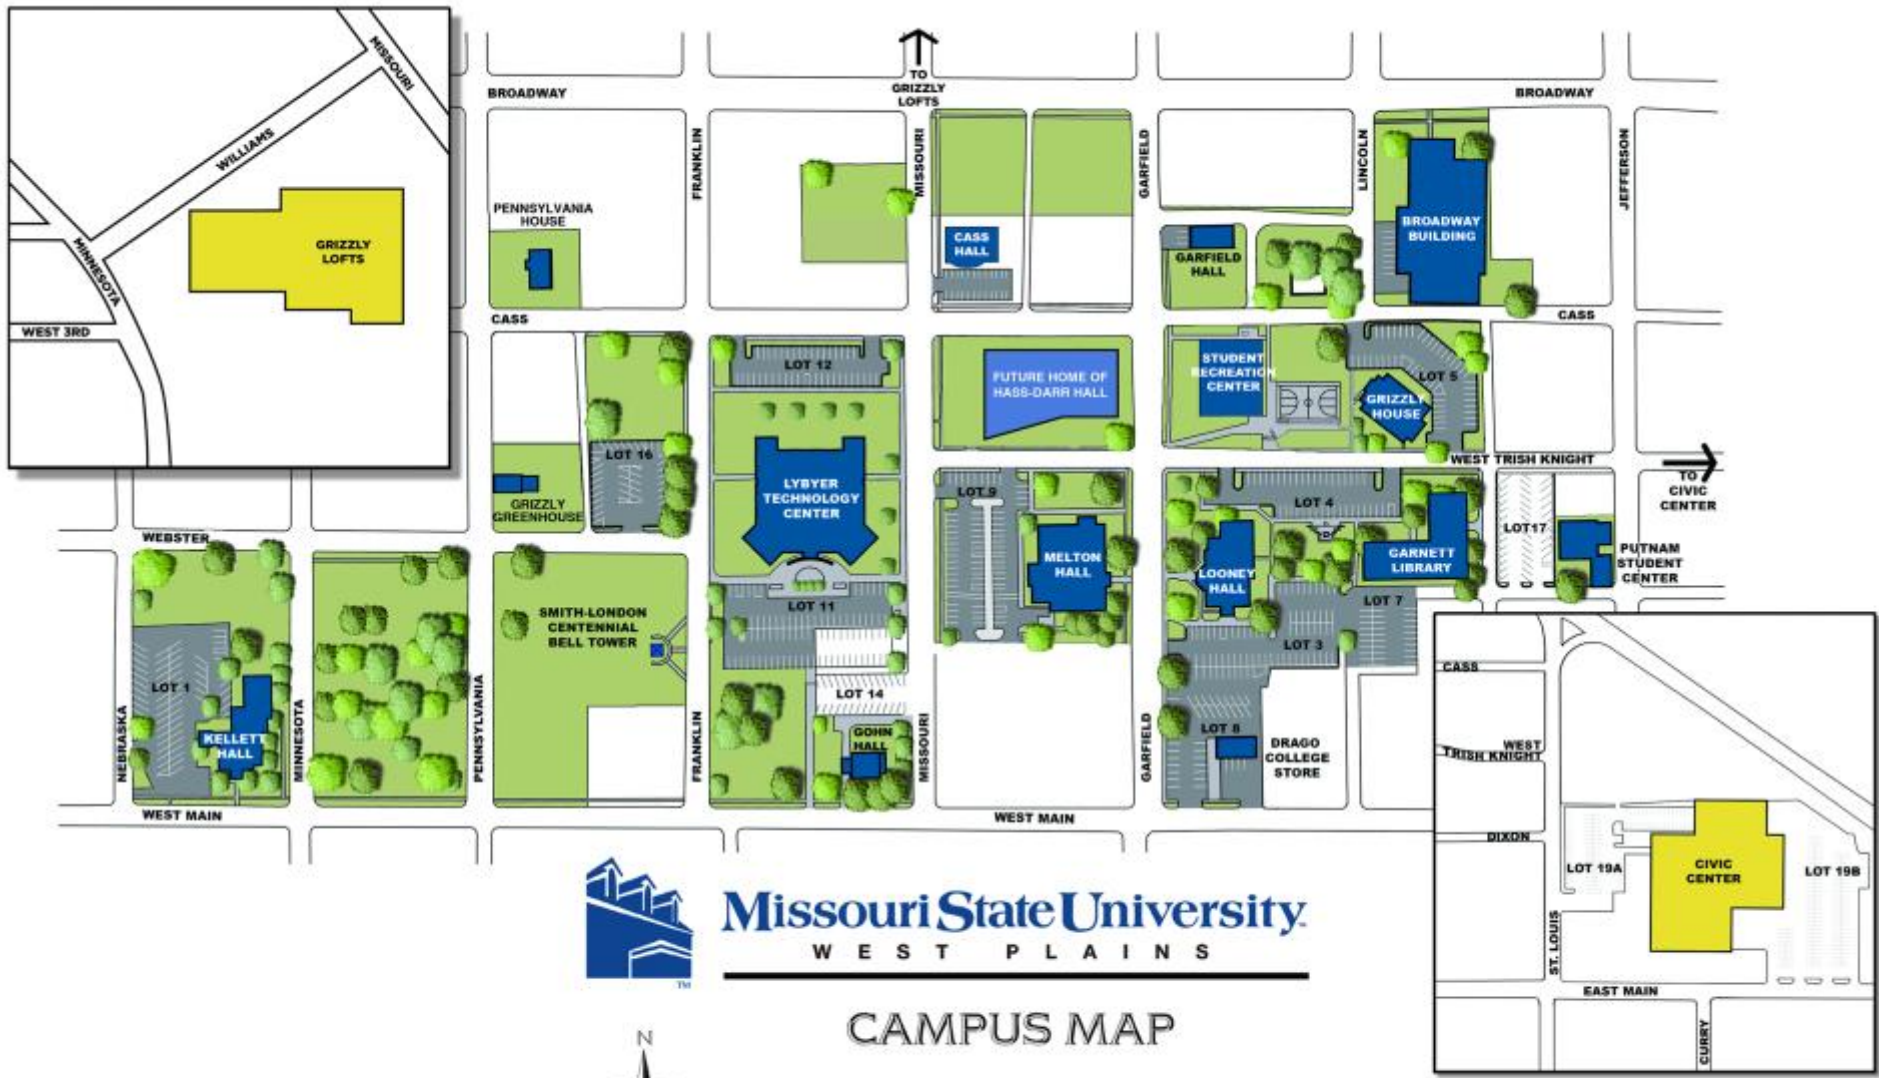 MISSOURI
WILLIAMS
MINNESOTA
WEST 3RD
GRIZZLY
LOFTS
TO
GRIZZLY
LOFTS
BROADWAY
BROADWAY
FRANKLIN
MISSOURI
GARFIELD
LINCOLN
JEFFERSON
PENNSYLVANIA
HOUSE
CASS
HALL
GARFIELD
HALL
BROADWAY
BUILDING
CASS
CASS
LOT 12
FUTURE HOME OF
HASS-DARR HALL
STUDENT
RECREATION
CENTER
LOT 5
GRIZZLY
HOUSE
WEST TRISH KNIGHT
TO
CIVIC
CENTER
LOT 16
GRIZZLY
GREENHOUSE
LYBYER
TECHNOLOGY
CENTER
LOT 9
MELTON
HALL
LOT 4
LOONEY
HALL
GARNETT
LIBRARY
LOT17
PUTNAM
STUDENT
CENTER
WEBSTER
SMITH-LONDON
CENTENNIAL
BELL TOWER
LOT 11
LOT 7
LOT 3
LOT 1
KELLETT
HALL
LOT 14
GOHN
HALL
LOT 8
DRAGO
COLLEGE
STORE
NEBRASKA
MINNESOTA
PENNSYLVANIA
FRANKLIN
MISSOURI
GARFIELD
WEST MAIN
WEST MAIN
CASS
WEST
TRISH KNIGHT
DIXON
LOT 19A
CIVIC
CENTER
LOT 19B
ST. LOUIS
EAST MAIN
CURRY
Missouri State University
WEST PLAINS
TM
CAMPUS MAP
N